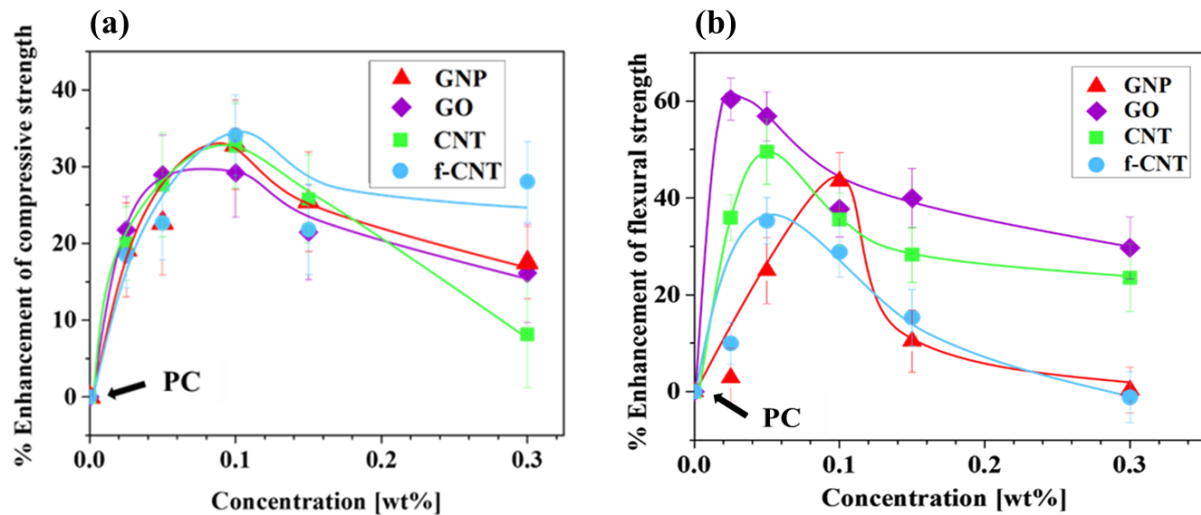 (a)
% Enhancement of compressive strength
40
30
20
10
0
GNP
GO
CNT
f-CNT
PC
0.0 0.1 0.2 0.3
Concentration [wt%]
(b)
% Enhancement of flexural strength
60
40
20
0
GNP
GO
CNT
f-CNT
PC
0.0 0.1 0.2 0.3
Concentration [wt%]